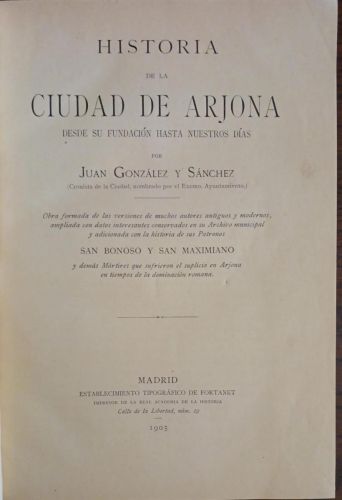 HISTORIA
DE LA
CIUDAD DE ARJONA
DESDE SU FUNDACIÓN HASTA NUESTROS DÍAS
POR
JUAN GONZÁLEZ Y SÁNCHEZ
(Cronista de la Ciudad, nombrado por el Excmo. Ayuntamiento.)
Obra formada de las versiones de muchos autores antiguos y modernos,
ampliada con datos interesantes conservados en su Archivo municipal
y adicionada con la historia de sus Patronos
SAN BONOSO Y SAN MAXIMIANO
y demás Mártires que sufrieron el suplicio en Arjona
en tiempos de la dominación romana.
MADRID
ESTABLECIMIENTO TIPOGRÁFICO DE FORTANET
IMPRESOR DE LA REAL ACADEMIA DE LA HISTORIA
Calle de la Libertad, núm. 29
1905